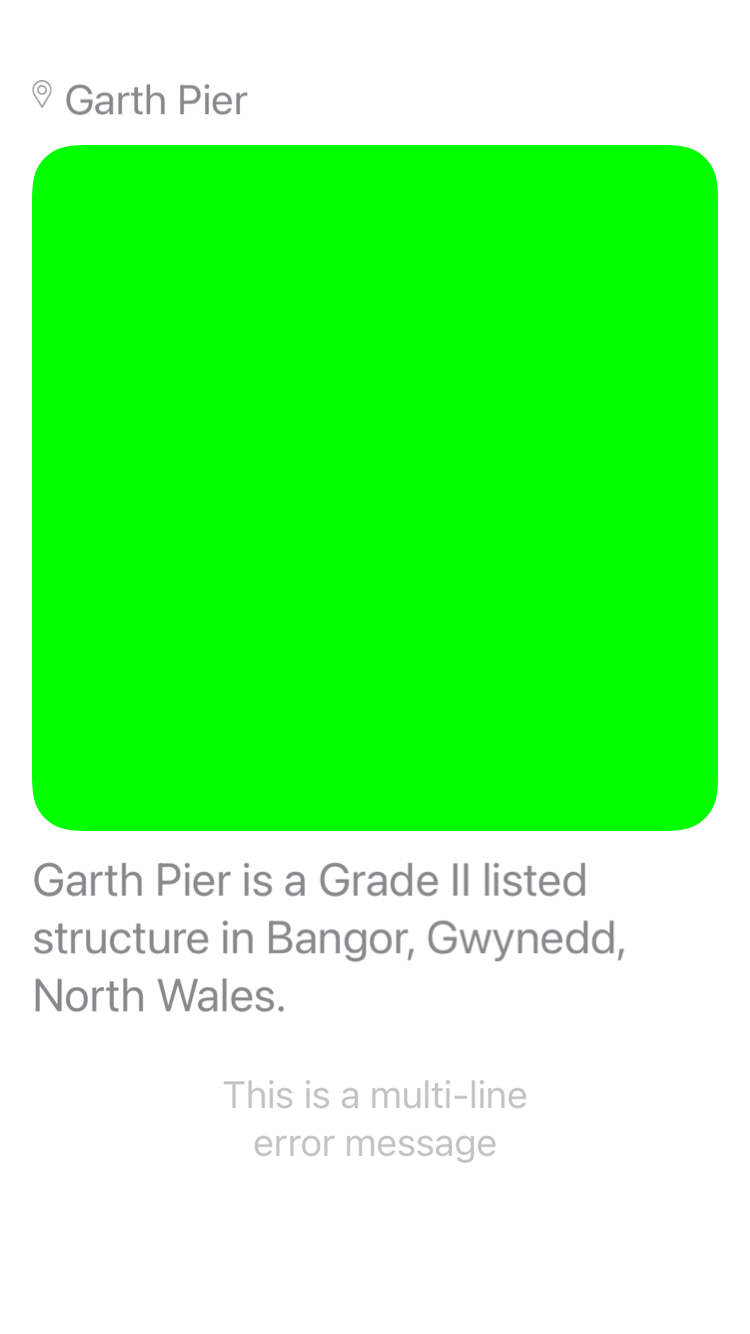 Garth Pier
Garth Pier is a Grade II listed
structure in Bangor, Gwynedd,
North Wales.
This is a multi-line
error message